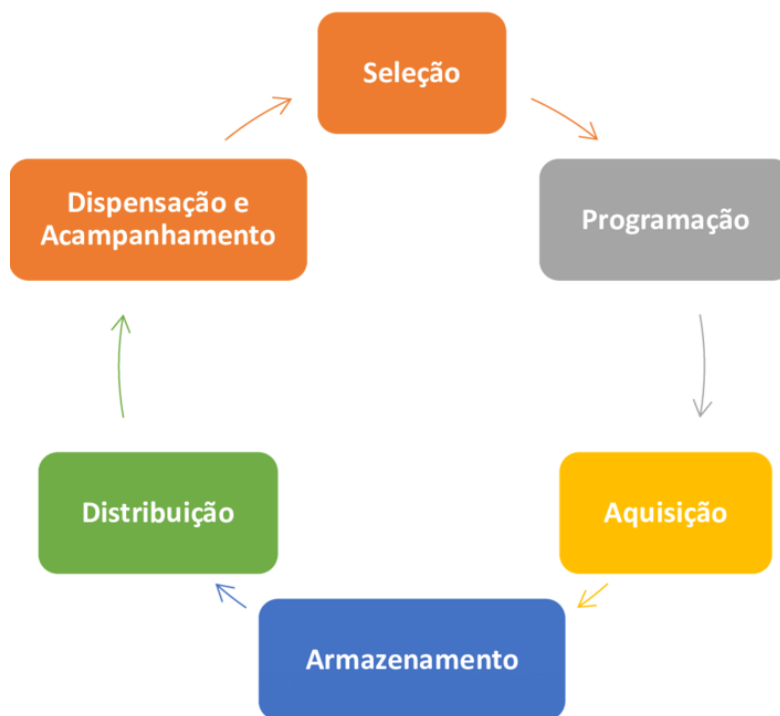 Seleção
Programação
Aquisição
Armazenamento
Distribuição
Dispensação e
Acampanhamento